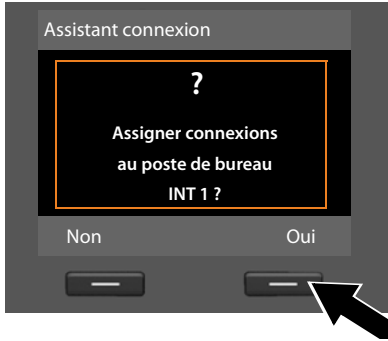 Assistant connexion
?
Assigner connexions
au poste de bureau
INT 1 ?
Non Oui